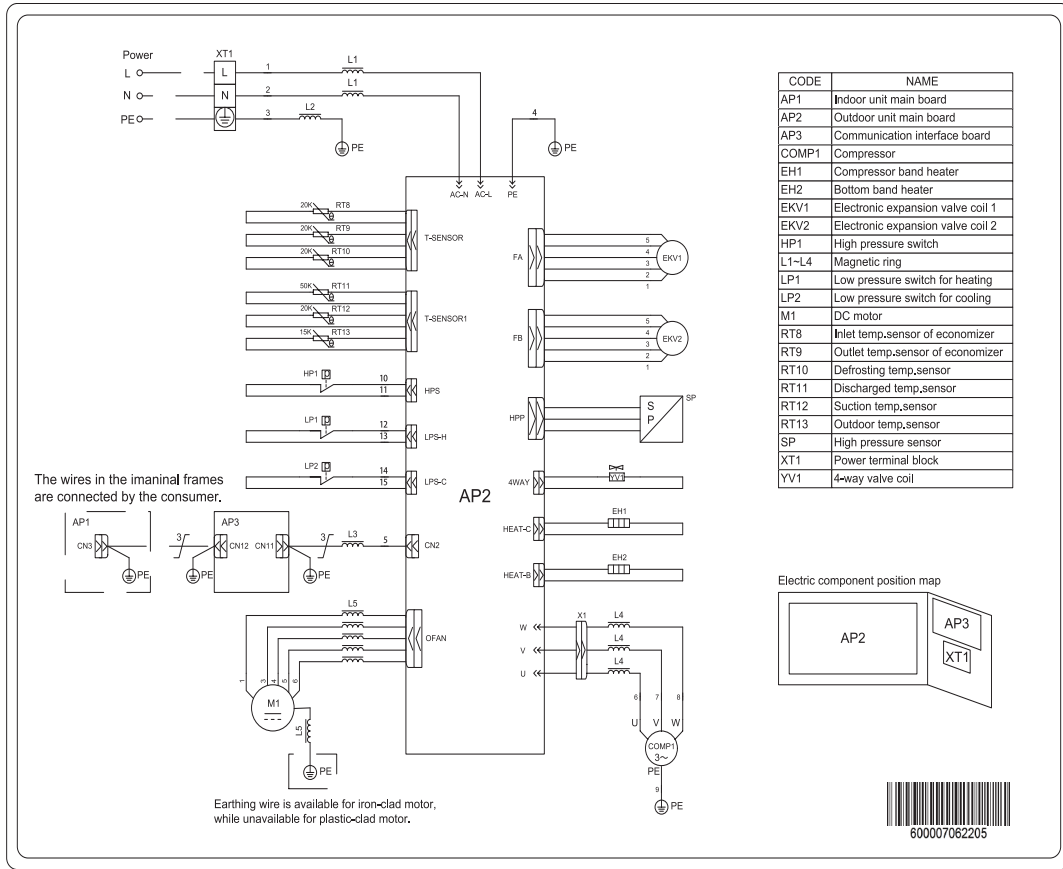 Power
XT1
L
L
1
L1
N
N
2
L1
PE
3
L2
PE
4
PE
AC-N AC-L PE
20K RT8
20K RT9
20K RT10
T-SENSOR
50K RT11
20K RT12
15K RT13
T-SENSOR1
HP1 P
10
11
HPS
LP1 P
12
13
LPS-H
LP2 P
14
15
LPS-C
AP2
The wires in the imaninal frames
are connected by the consumer.
AP1
CN3
PE
3
PE
AP3
CN12 CN11
PE
3
L3
5
CN2
L5
OFAN
1 3 4 5 6
M1
L5
PE
Earthing wire is available for iron-clad motor,
while unavailable for plastic-clad motor.
FA
5
4
3
2
1
EKV1
FB
5
4
3
2
1
EKV2
HPP
S
P
SP
4WAY
YV1
HEAT-C
EH1
HEAT-B
EH2
X1
W
L4
V
L4
U
L4
6 7 8
U V W
COMP1
3~
PE
9
PE
CODE NAME
AP1 Indoor unit main board
AP2 Outdoor unit main board
AP3 Communication interface board
COMP1 Compressor
EH1 Compressor band heater
EH2 Bottom band heater
EKV1 Electronic expansion valve coil 1
EKV2 Electronic expansion valve coil 2
HP1 High pressure switch
L1~L4 Magnetic ring
LP1 Low pressure switch for heating
LP2 Low pressure switch for cooling
M1 DC motor
RT8 Inlet temp.sensor of economizer
RT9 Outlet temp.sensor of economizer
RT10 Defrosting temp.sensor
RT11 Discharged temp.sensor
RT12 Suction temp.sensor
RT13 Outdoor temp.sensor
SP High pressure sensor
XT1 Power terminal block
YV1 4-way valve coil
Electric component position map
AP2
AP3
XT1
600007062205